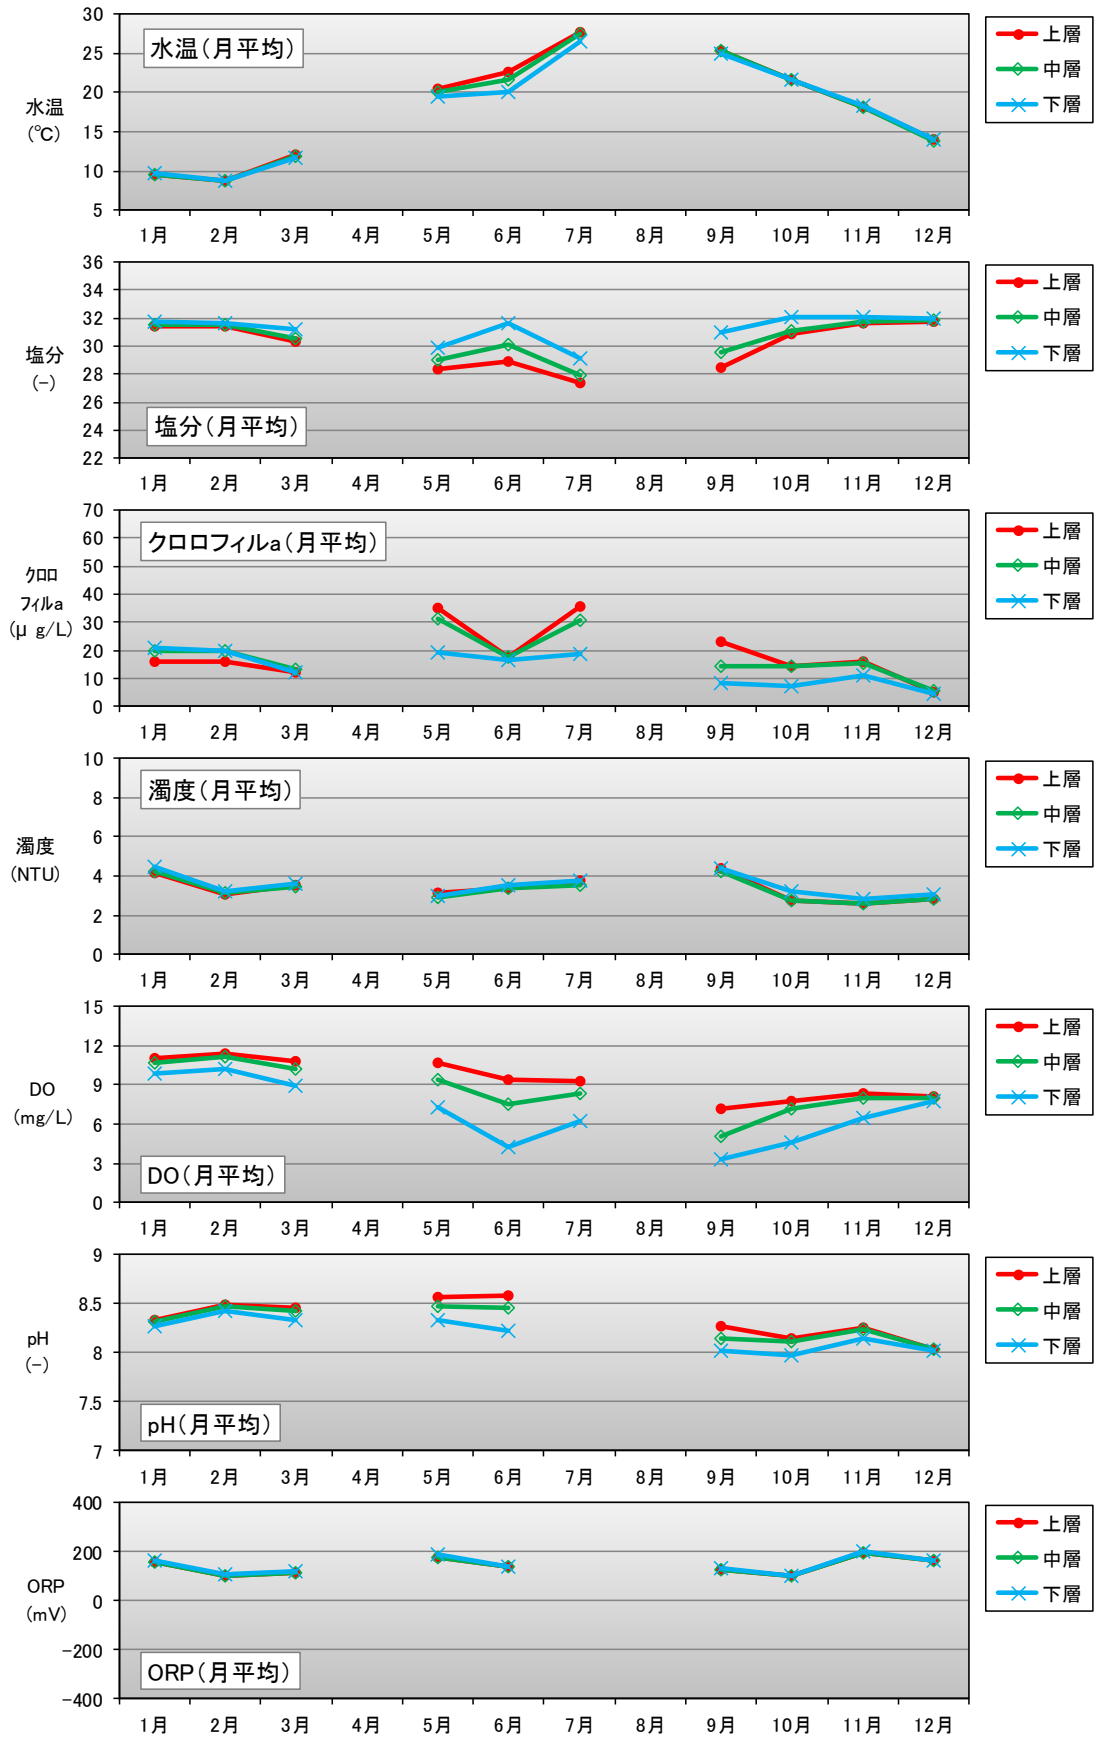 水温（月平均）
水温
（℃）
30
25
20
15
10
5
1月 2月 3月 4月 5月 6月 7月 8月 9月 10月 11月 12月
上層
中層
下層
塩分
（-）
36
34
32
30
28
26
24
22
塩分（月平均）
1月 2月 3月 4月 5月 6月 7月 8月 9月 10月 11月 12月
上層
中層
下層
クロロフィルa（月平均）
クロロ
フィルa
（μ g/L）
70
60
50
40
30
20
10
0
1月 2月 3月 4月 5月 6月 7月 8月 9月 10月 11月 12月
上層
中層
下層
濁度（月平均）
濁度
（NTU）
10
8
6
4
2
0
1月 2月 3月 4月 5月 6月 7月 8月 9月 10月 11月 12月
上層
中層
下層
DO
（mg/L）
15
12
9
6
3
0
DO（月平均）
1月 2月 3月 4月 5月 6月 7月 8月 9月 10月 11月 12月
上層
中層
下層
pH
（-）
9
8.5
8
7.5
7
pH（月平均）
1月 2月 3月 4月 5月 6月 7月 8月 9月 10月 11月 12月
上層
中層
下層
ORP
（mV）
400
200
0
-200
-400
ORP（月平均）
1月 2月 3月 4月 5月 6月 7月 8月 9月 10月 11月 12月
上層
中層
下層